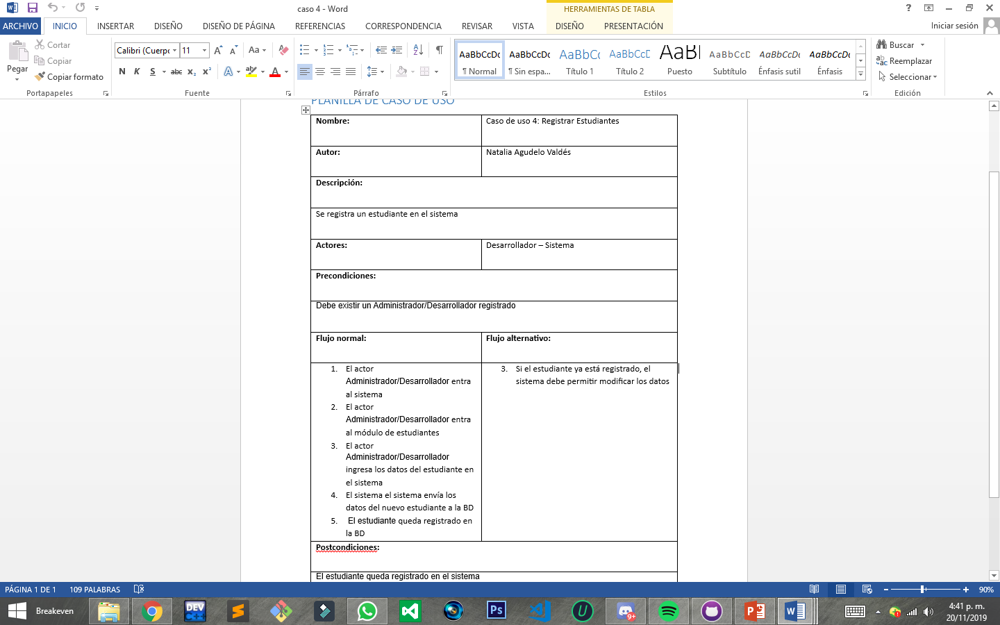 caso 4 - Word
HERRAMIENTAS DE TABLA
ARCHIVO INICIO INSERTAR DISEÑO DISEÑO DE PÁGINA REFERENCIAS CORRESPONDENCIA REVISAR VISTA DISEÑO PRESENTACIÓN Iniciar sesión
Pegar
Cortar
Copiar
Copiar formato
Portapapeles
Calibri (Cuerpo 11
Fuente
Párrafo
AaBbCcDc AaBbCcDc AaBbCc AaBbCcD AaB AaBbCcD AaBbCcDc AaBbCcDc
¶ Normal ¶ Sin espa... Título 1 Título 2 Puesto Subtítulo Énfasis sutil Énfasis
Estilos
Buscar
Reemplazar
Seleccionar
Edición
PLANILLA DE CASO DE USO
Nombre: Caso de uso 4: Registrar Estudiantes
Autor: Natalia Agudelo Valdés
Descripción:
Se registra un estudiante en el sistema
Actores: Desarrollador – Sistema
Precondiciones:
Debe existir un Administrador/Desarrollador registrado
Flujo normal: Flujo alternativo:
1. El actor
Administrador/Desarrollador entra
al sistema
2. El actor
Administrador/Desarrollador entra
al módulo de estudiantes
3. El actor
Administrador/Desarrollador
ingresa los datos del estudiante en
el sistema
4. El sistema el sistema envía los
datos del nuevo estudiante a la BD
5. El estudiante queda registrado en
la BD
3. Si el estudiante ya está registrado, el
sistema debe permitir modificar los datos
Postcondiciones:
El estudiante queda registrado en el sistema
PÁGINA 1 DE 1 109 PALABRAS 90%
Breakeven
DEV
C++
Ps
9+
4:41 p. m.
20/11/2019